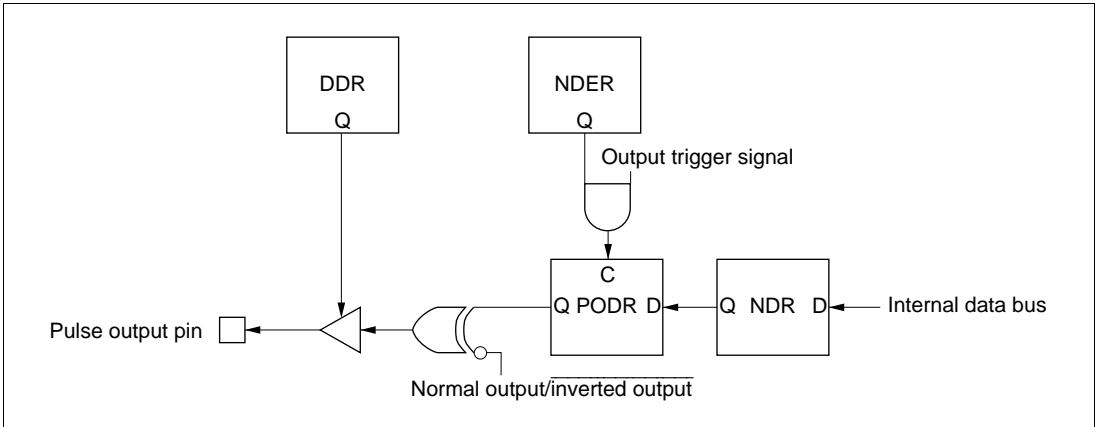 DDR
Q
NDER
Q
Output trigger signal
C
Q PODR D
Q NDR D
Internal data bus
Pulse output pin
Normal output/inverted output